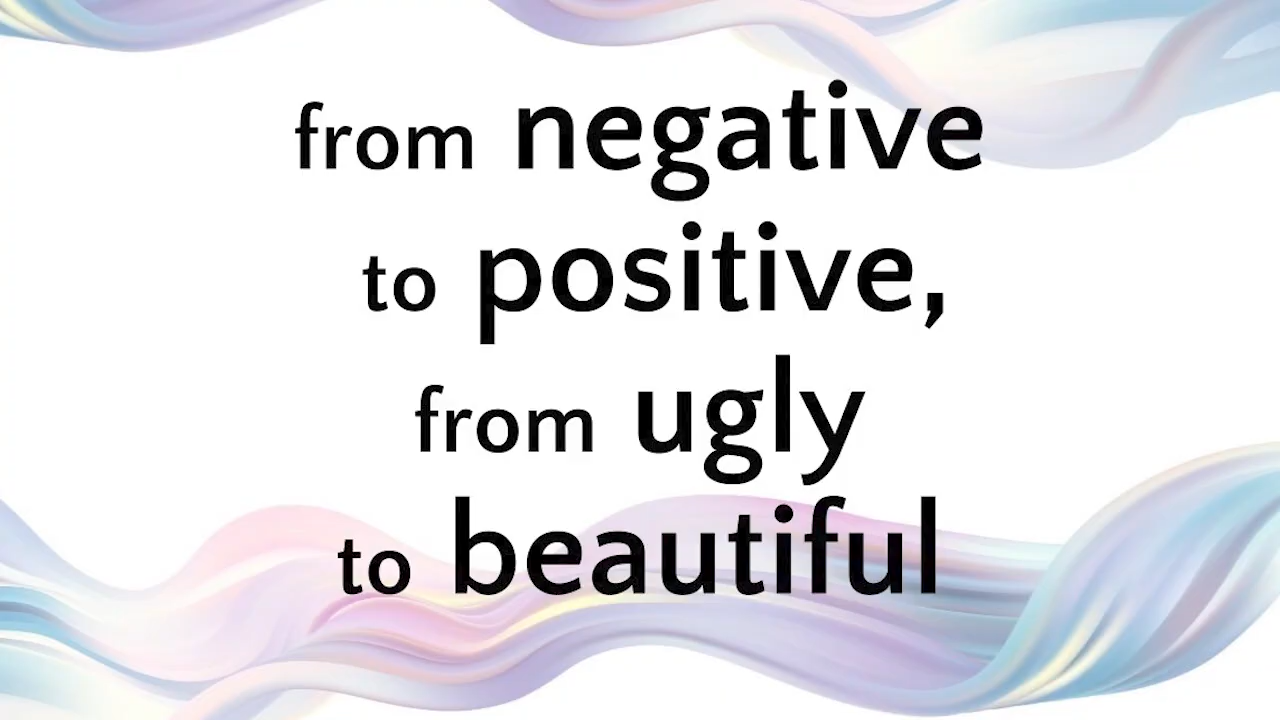 from negative
to positive,
from ugly
to beautiful